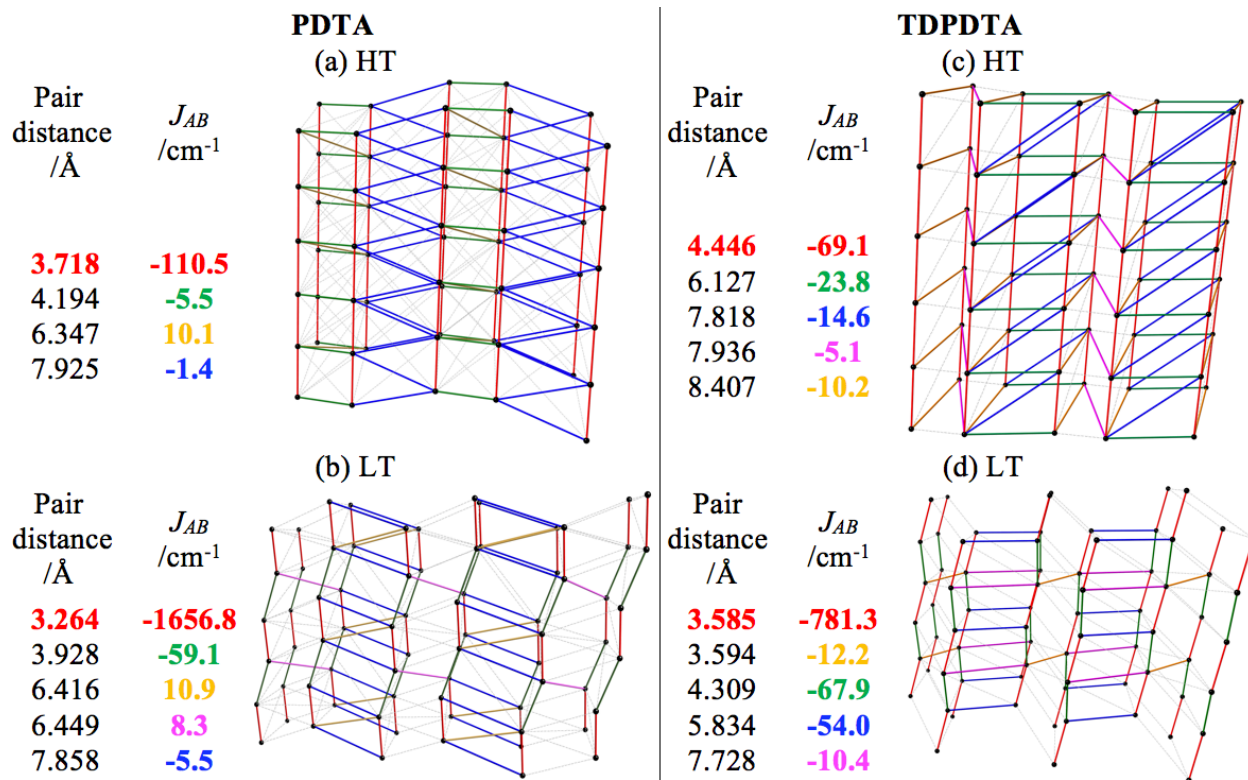 PDTA
(a) HT
Pair distance /Å
J_AB /cm⁻¹
3.718 -110.5
4.194 -5.5
6.347 10.1
7.925 -1.4
(b) LT
Pair distance /Å
J_AB /cm⁻¹
3.264 -1656.8
3.928 -59.1
6.416 10.9
6.449 8.3
7.858 -5.5
TDPDTA
(c) HT
Pair distance /Å
J_AB /cm⁻¹
4.446 -69.1
6.127 -23.8
7.818 -14.6
7.936 -5.1
8.407 -10.2
(d) LT
Pair distance /Å
J_AB /cm⁻¹
3.585 -781.3
3.594 -12.2
4.309 -67.9
5.834 -54.0
7.728 -10.4